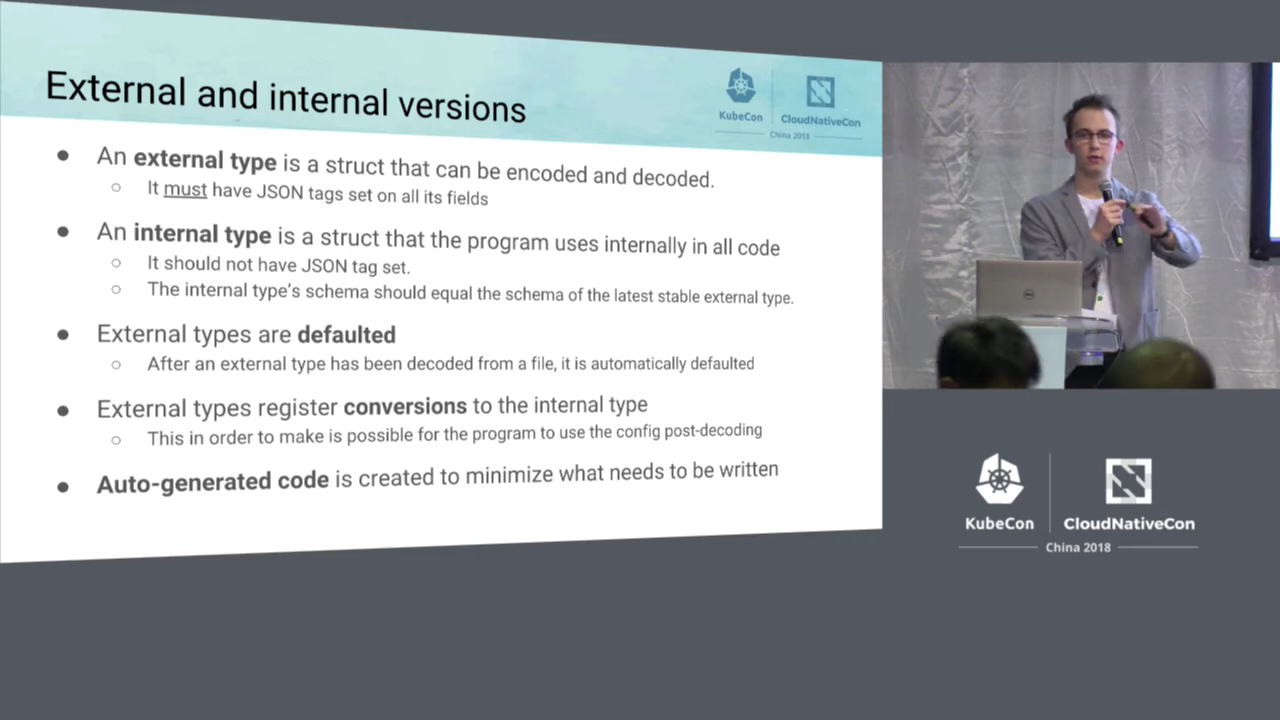 External and internal versions
KubeCon
CloudNativeCon
China 2018
● An external type is a struct that can be encoded and decoded.
○ It must have JSON tags set on all its fields
● An internal type is a struct that the program uses internally in all code
○ It should not have JSON tag set.
○ The internal type's schema should equal the schema of the latest stable external type.
● External types are defaulted
○ After an external type has been decoded from a file, it is automatically defaulted
● External types register conversions to the internal type
○ This in order to make is possible for the program to use the config post-decoding
● Auto-generated code is created to minimize what needs to be written
KubeCon
CloudNativeCon
China 2018